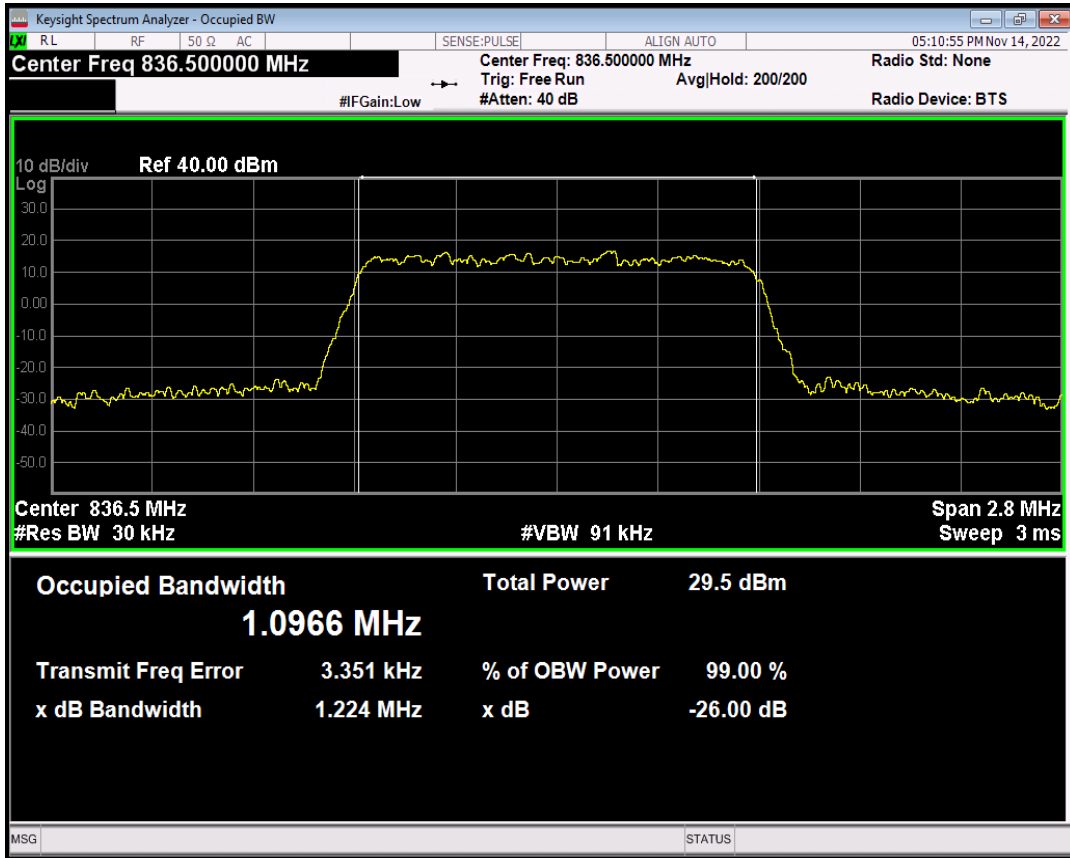 Keysight Spectrum Analyzer - Occupied BW
LXI RL RF 50 Ω AC SENSE:PULSE ALIGN AUTO 05:10:55 PM Nov 14, 2022
Center Freq 836.500000 MHz Center Freq: 836.500000 MHz Radio Std: None
Trig: Free Run Avg|Hold: 200/200
#IFGain:Low #Atten: 40 dB Radio Device: BTS
10 dB/div Ref 40.00 dBm
Log
30.0
20.0
10.0
0.00
-10.0
-20.0
-30.0
-40.0
-50.0
Center 836.5 MHz Span 2.8 MHz
#Res BW 30 kHz #VBW 91 kHz Sweep 3 ms
Occupied Bandwidth Total Power 29.5 dBm
1.0966 MHz
Transmit Freq Error 3.351 kHz % of OBW Power 99.00 %
x dB Bandwidth 1.224 MHz x dB -26.00 dB
MSG STATUS